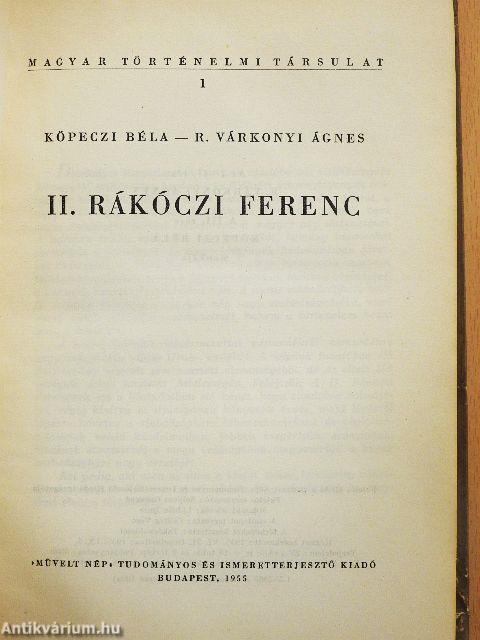 MAGYAR TÖRTÉNELMI TÁRSULAT
1
KÖPECZI BÉLA — R. VÁRKONYI ÁGNES
II. RÁKÓCZI FERENC
»MŰVELT NÉP« TUDOMÁNYOS ÉS ISMERETTERJESZTŐ KIADÓ
BUDAPEST, 1955
Antikvárium.hu